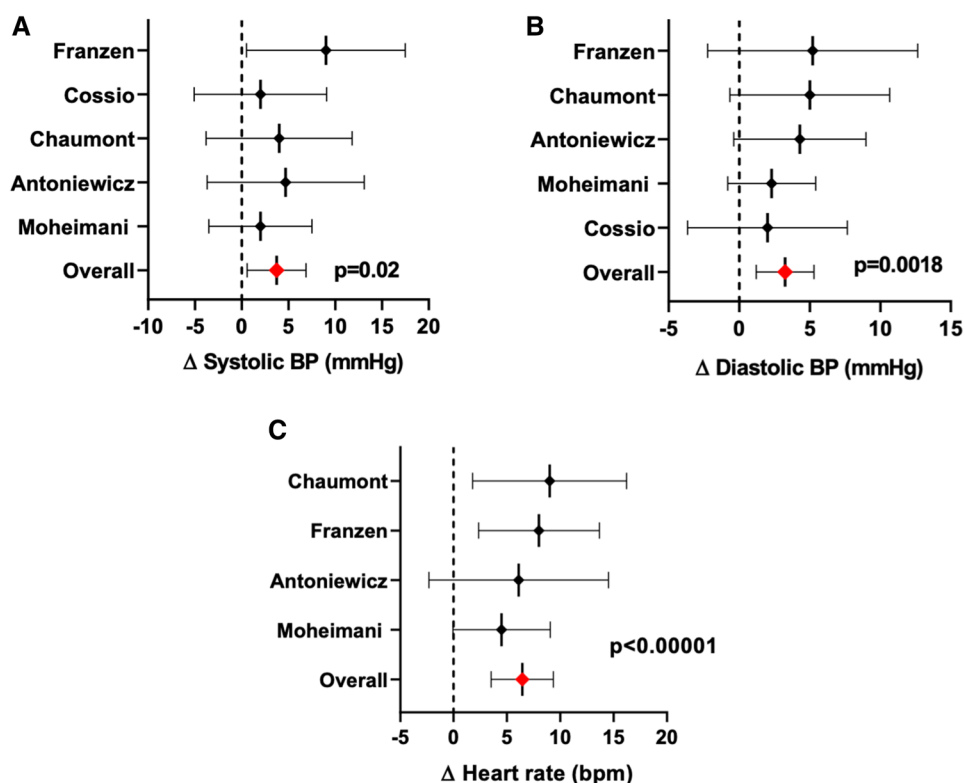 A
Franzen
Cossio
Chaumont
Antoniewicz
Moheimani
Overall
p=0.02
-10 -5 0 5 10 15 20
Δ Systolic BP (mmHg)
B
Franzen
Chaumont
Antoniewicz
Moheimani
Cossio
Overall
p=0.0018
-5 0 5 10 15
Δ Diastolic BP (mmHg)
C
Chaumont
Franzen
Antoniewicz
Moheimani
p<0.00001
Overall
-5 0 5 10 15 20
Δ Heart rate (bpm)